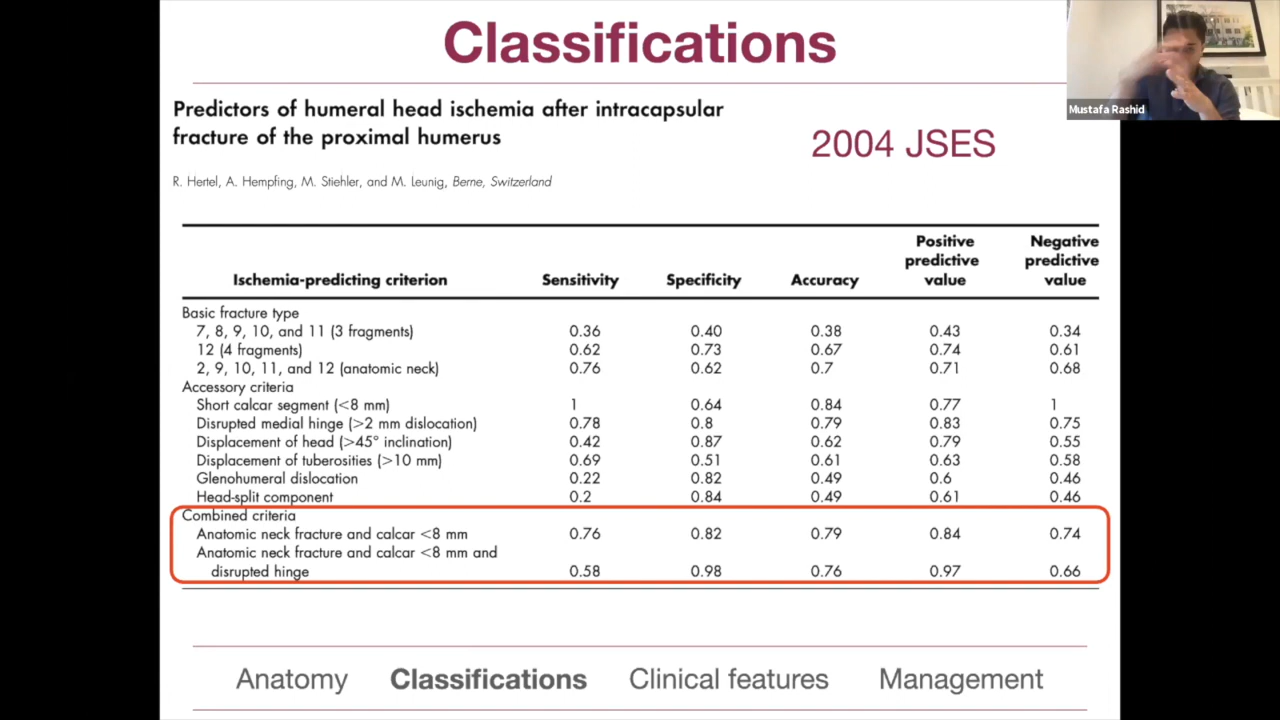 Classifications
Mustafa Rashid
Predictors of humeral head ischemia after intracapsular
fracture of the proximal humerus
2004 JSES
R. Hertel, A. Hempfing, M. Stiehler, and M. Leunig, Berne, Switzerland
Ischemia-predicting criterion Sensitivity Specificity Accuracy Positive predictive value Negative predictive value
Basic fracture type
7, 8, 9, 10, and 11 (3 fragments) 0.36 0.40 0.38 0.43 0.34
12 (4 fragments) 0.62 0.73 0.67 0.74 0.61
2, 9, 10, 11, and 12 (anatomic neck) 0.76 0.62 0.7 0.71 0.68
Accessory criteria
Short calcar segment (<8 mm) 1 0.64 0.84 0.77 1
Disrupted medial hinge (>2 mm dislocation) 0.78 0.8 0.79 0.83 0.75
Displacement of head (>45° inclination) 0.42 0.87 0.62 0.79 0.55
Displacement of tuberosities (>10 mm) 0.69 0.51 0.61 0.63 0.58
Glenohumeral dislocation 0.22 0.82 0.49 0.6 0.46
Head-split component 0.2 0.84 0.49 0.61 0.46
Combined criteria
Anatomic neck fracture and calcar <8 mm 0.76 0.82 0.79 0.84 0.74
Anatomic neck fracture and calcar <8 mm and
disrupted hinge 0.58 0.98 0.76 0.97 0.66
Anatomy Classifications Clinical features Management